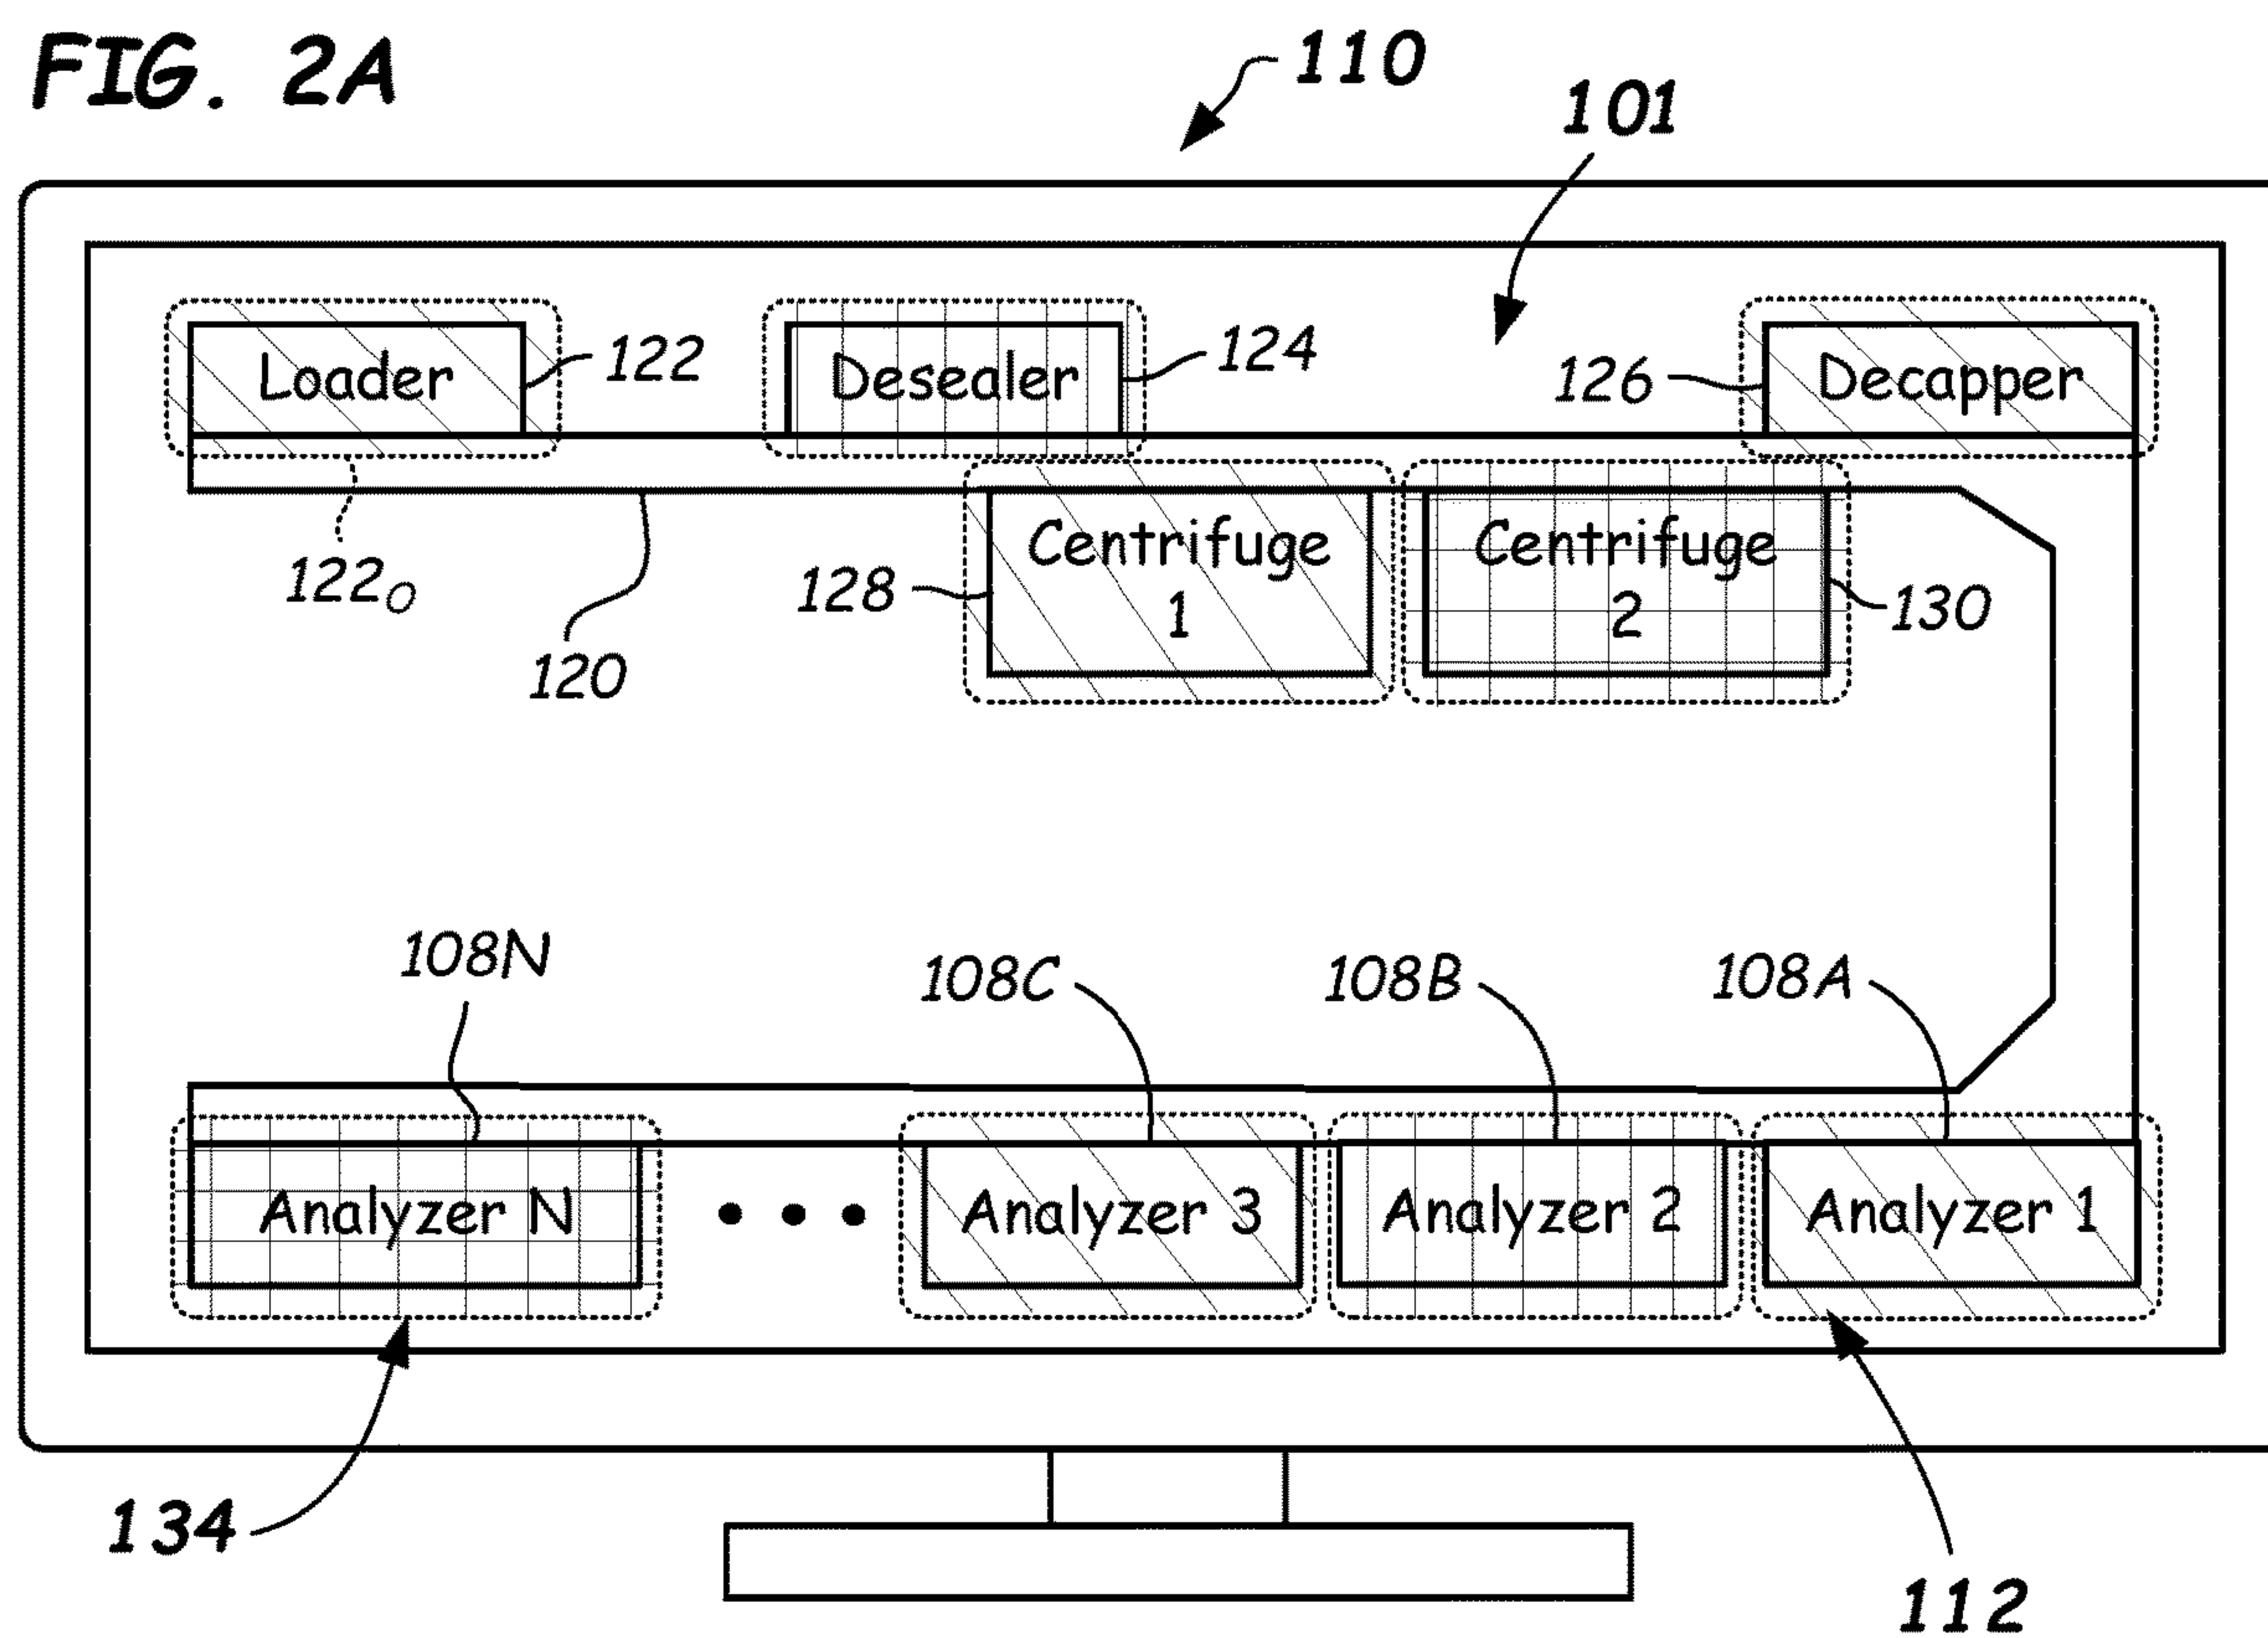 FIG. 2A
110
101
Loader
122
Desealer
124
126
Decapper
122O
120
128
Centrifuge
1
Centrifuge
2
130
108N
108C
108B
108A
Analyzer N
Analyzer 3
Analyzer 2
Analyzer 1
134
112